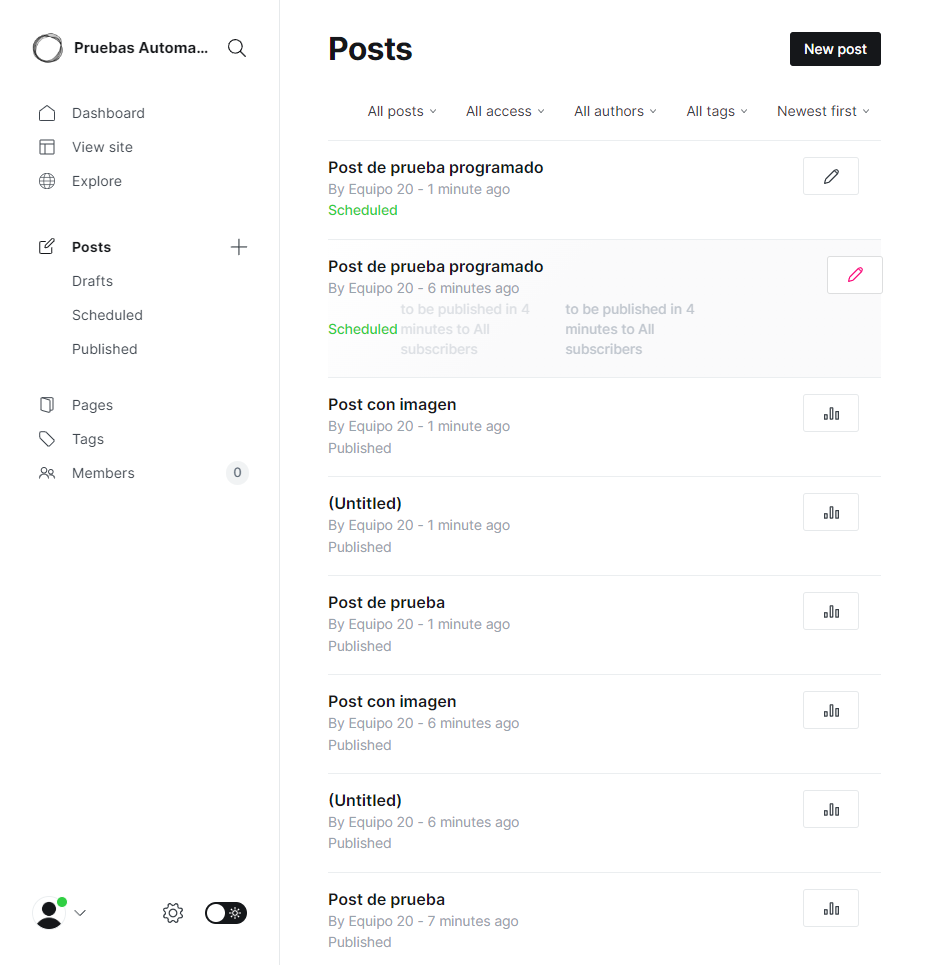 Pruebas Automa...
Dashboard
View site
Explore
Posts
Drafts
Scheduled
Published
Pages
Tags
Members
0
Posts
New post
All posts
All access
All authors
All tags
Newest first
Post de prueba programado
By Equipo 20 - 1 minute ago
Scheduled
Post de prueba programado
By Equipo 20 - 6 minutes ago
Scheduled
to be published in 4
minutes to All
subscribers
to be published in 4
minutes to All
subscribers
Post con imagen
By Equipo 20 - 1 minute ago
Published
(Untitled)
By Equipo 20 - 1 minute ago
Published
Post de prueba
By Equipo 20 - 1 minute ago
Published
Post con imagen
By Equipo 20 - 6 minutes ago
Published
(Untitled)
By Equipo 20 - 6 minutes ago
Published
Post de prueba
By Equipo 20 - 7 minutes ago
Published